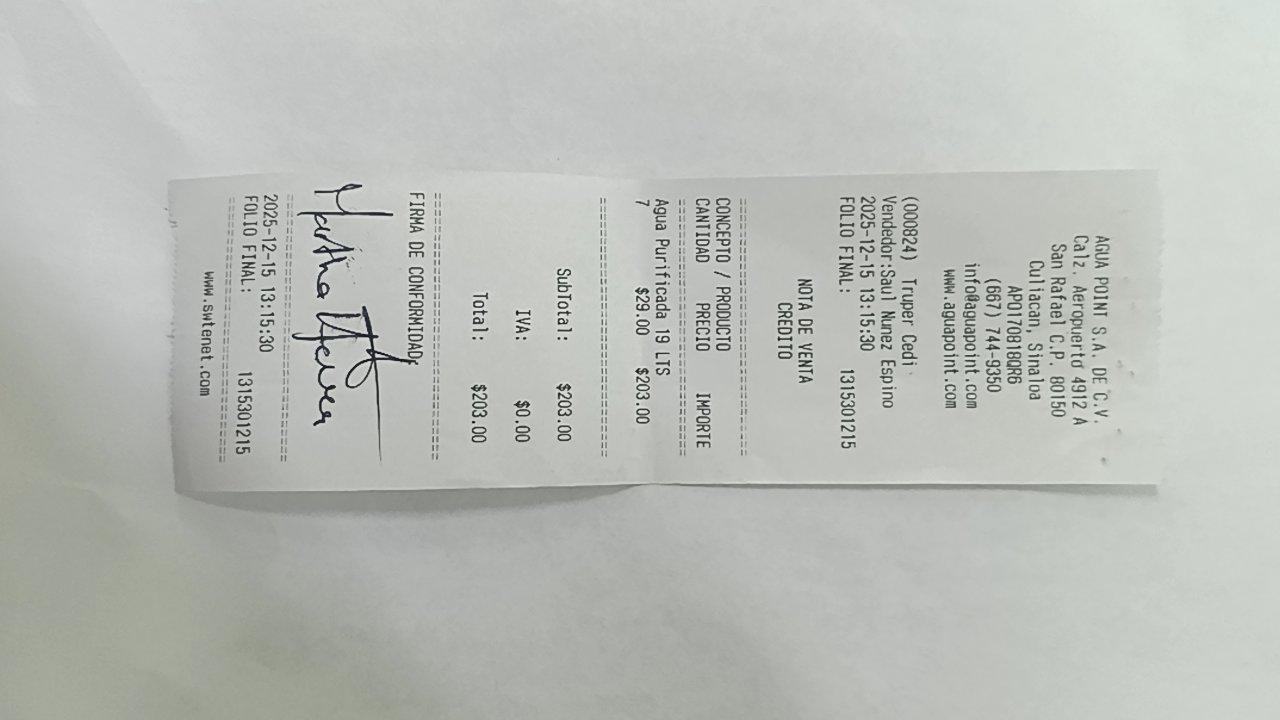 AGUA POINT S.A. DE C.V.
Calz. Aeropuerto 4912 A
San Rafael C.P. 80150
Culiacan, Sinaloa
APO170818QR6
(667) 744-9350
info@aguapoint.com
www.aguapoint.com
(000824) Truper Cedi
Vendedor:Saul Nunez Espino
2025-12-15 13:15:30
FOLIO FINAL: 1315301215
NOTA DE VENTA
CREDITO
CONCEPTO / PRODUCTO
CANTIDAD PRECIO IMPORTE
Agua Purificada 19 LTS
7 $29.00 $203.00
SubTotal: $203.00
IVA: $0.00
Total: $203.00
FIRMA DE CONFORMIDAD:
Martha
2025-12-15 13:15:30
FOLIO FINAL: 1315301215
www.swtenet.com